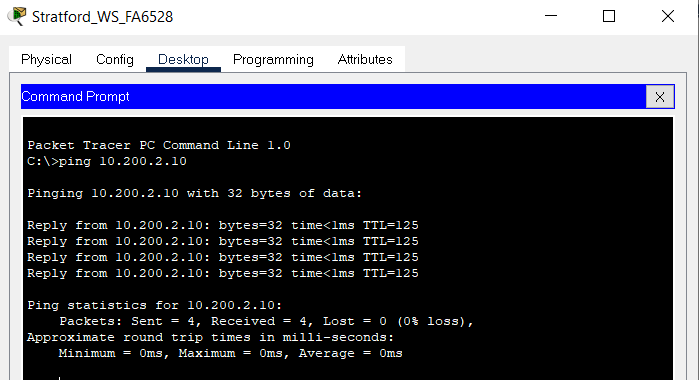 Stratford_WS_FA6528
Physical Config Desktop Programming Attributes
Command Prompt X
Packet Tracer PC Command Line 1.0
C:\>ping 10.200.2.10
Pinging 10.200.2.10 with 32 bytes of data:
Reply from 10.200.2.10: bytes=32 time<1ms TTL=125
Reply from 10.200.2.10: bytes=32 time<1ms TTL=125
Reply from 10.200.2.10: bytes=32 time<1ms TTL=125
Reply from 10.200.2.10: bytes=32 time<1ms TTL=125
Ping statistics for 10.200.2.10:
    Packets: Sent = 4, Received = 4, Lost = 0 (0% loss),
Approximate round trip times in milli-seconds:
    Minimum = 0ms, Maximum = 0ms, Average = 0ms